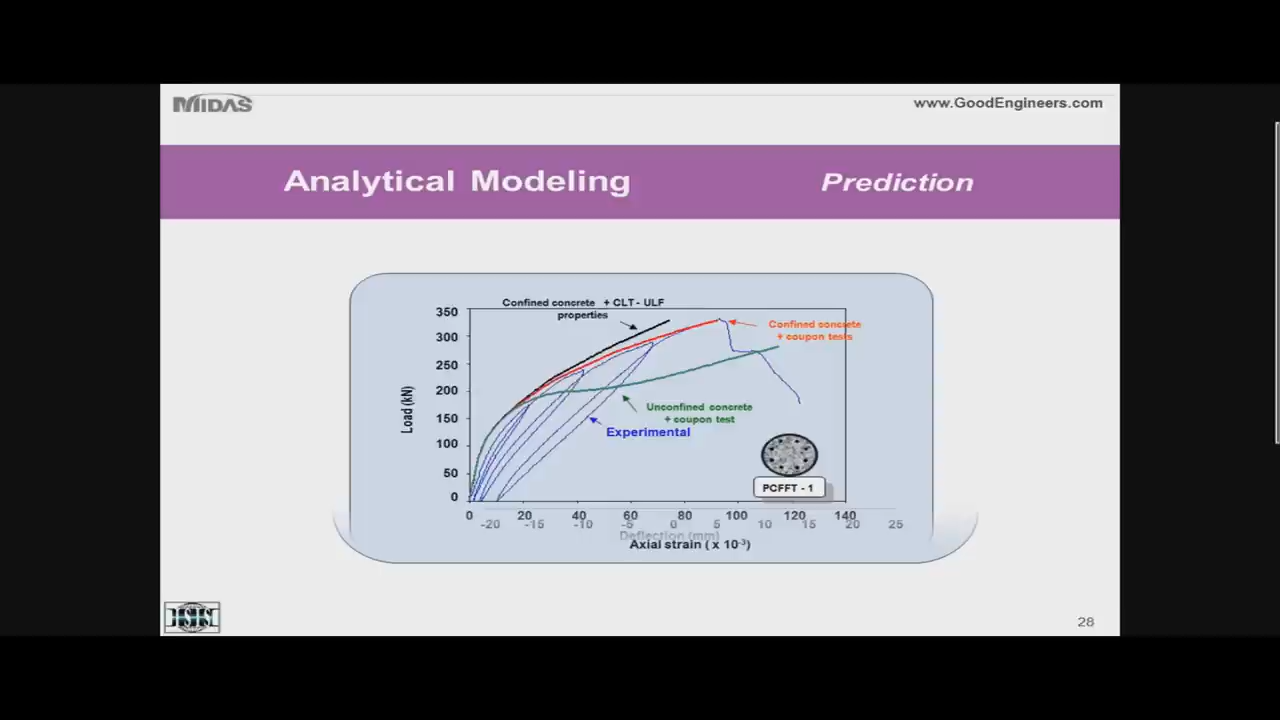 MIDAS
www.GoodEngineers.com
Analytical Modeling
Prediction
Confined concrete + CLT - ULF
properties
Confined concrete
+ coupon tests
Unconfined concrete
+ coupon test
Experimental
PCFFT - 1
Load (kN)
350
300
250
200
150
100
50
0
0 20 40 60 80 100 120 140
-20 -15 -10 -5 0 5 10 15 20 25
Deflection (mm)
Axial strain ( x 10⁻³)
ISIS
28